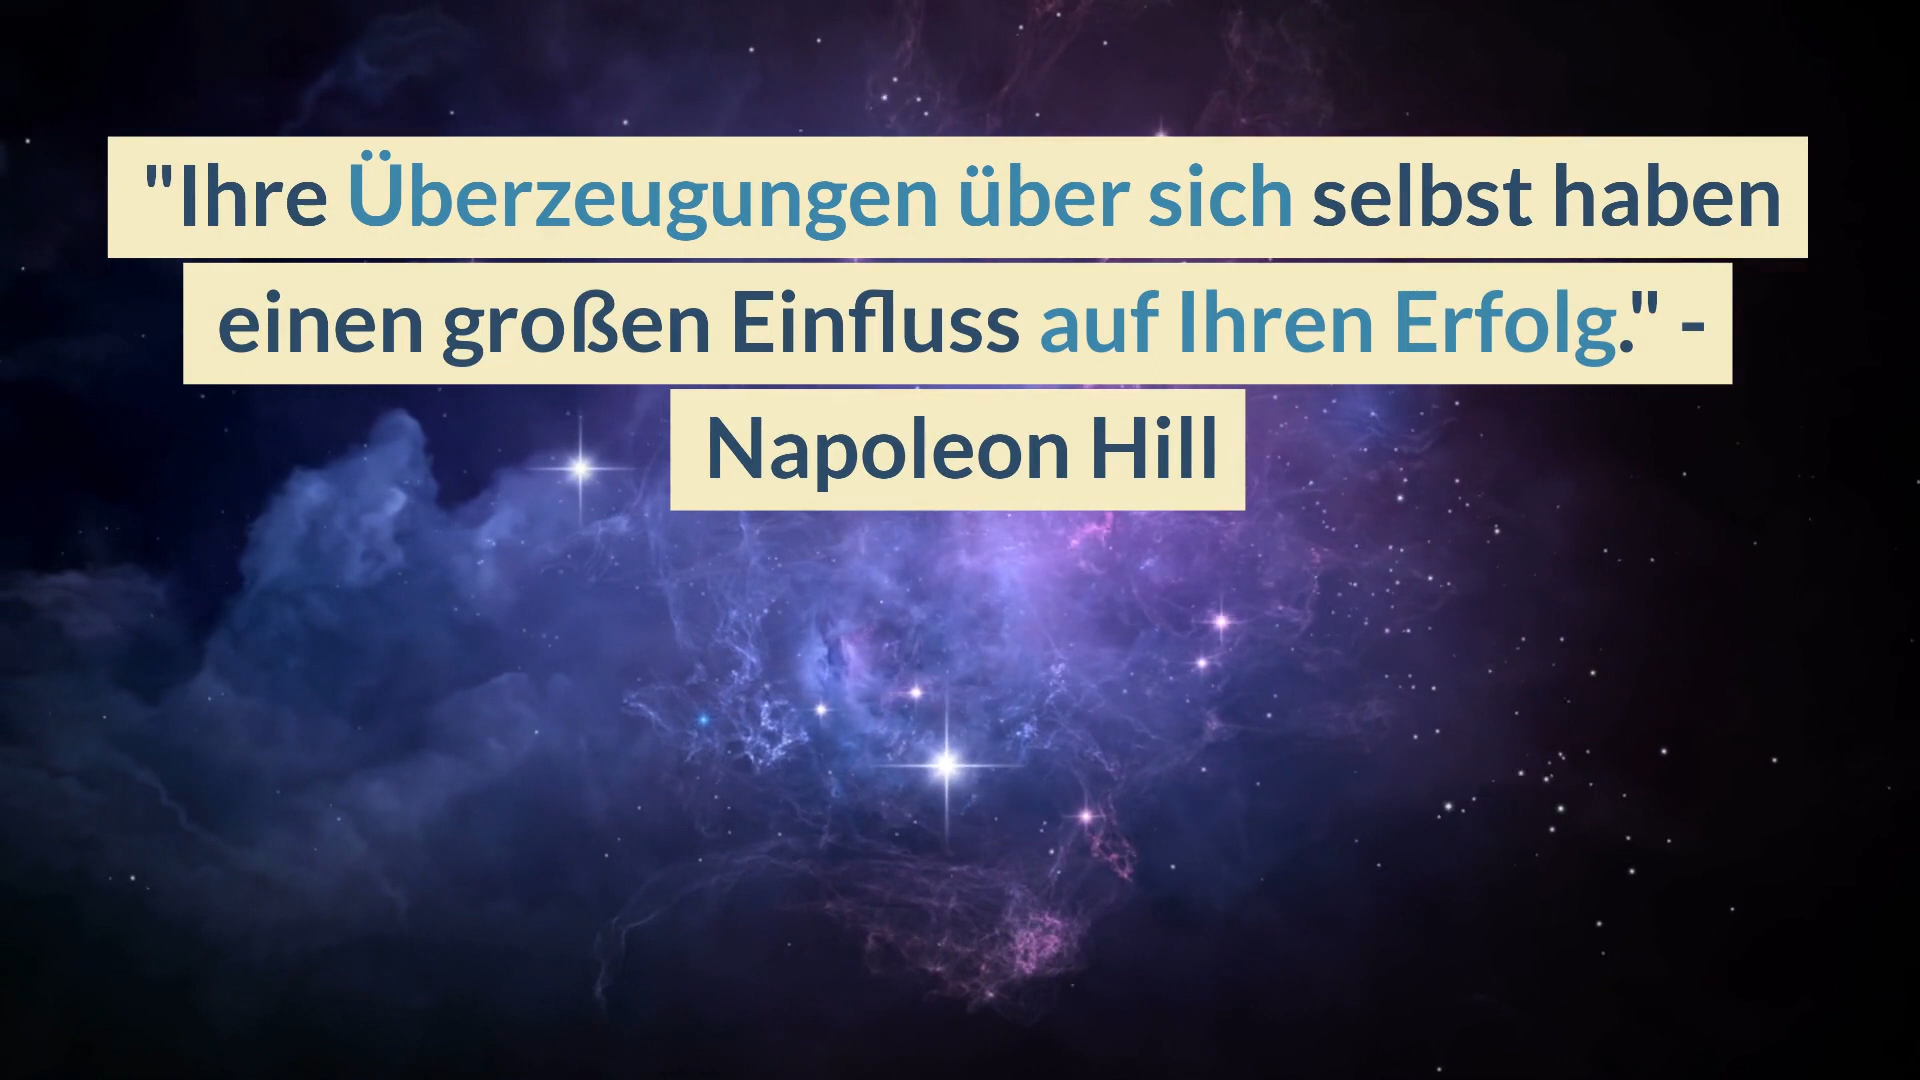 "Ihre Überzeugungen über sich selbst haben
einen großen Einfluss auf Ihren Erfolg." -
Napoleon Hill